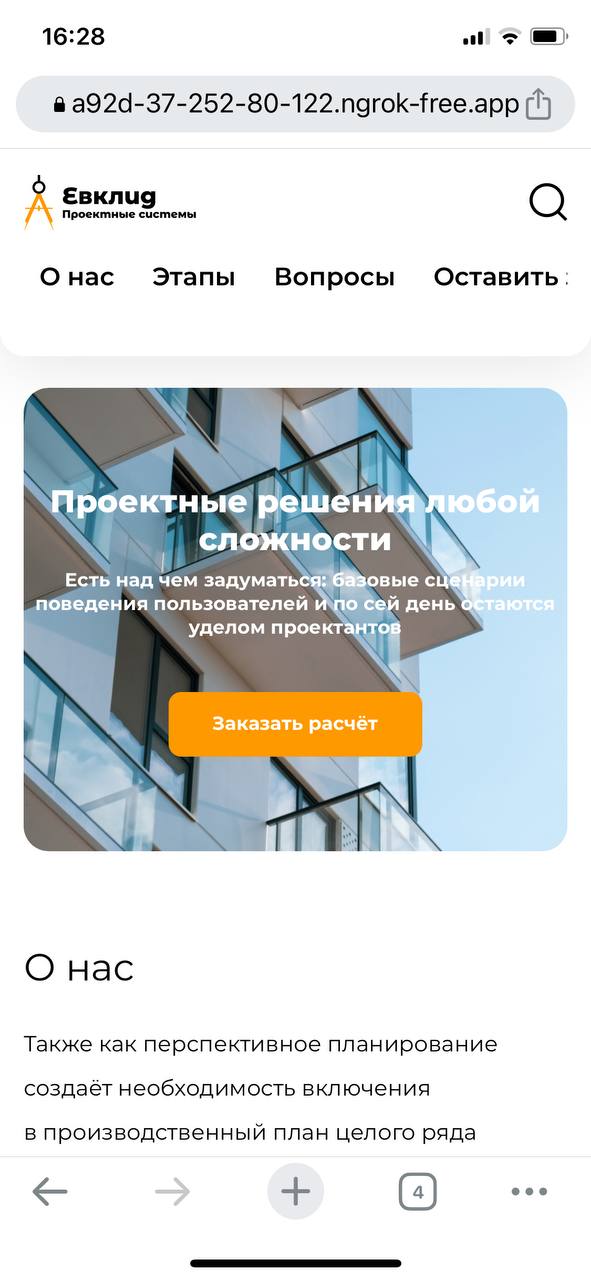 16:28
a92d-37-252-80-122.ngrok-free.app
Евклид
Проектные системы
О нас Этапы Вопросы Оставить
Проектные решения любой
сложности
Есть над чем задуматься: базовые сценарии
поведения пользователей и по сей день остаются
уделом проектантов
Заказать расчёт
О нас
Также как перспективное планирование
создаёт необходимость включения
в производственный план целого ряда
4